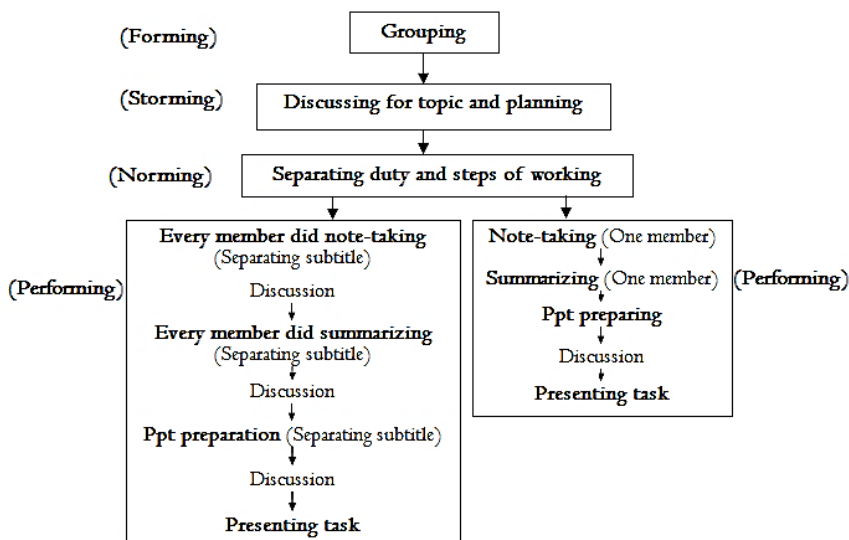 (Forming)
Grouping
(Storming)
Discussing for topic and planning
(Norming)
Separating duty and steps of working
(Performing)
Every member did note-taking
(Separating subtitle)
Discussion
Every member did summarizing
(Separating subtitle)
Discussion
Ppt preparation (Separating subtitle)
Discussion
Presenting task
Note-taking (One member)
Summarizing (One member)
Ppt preparing
Discussion
Presenting task
(Performing)